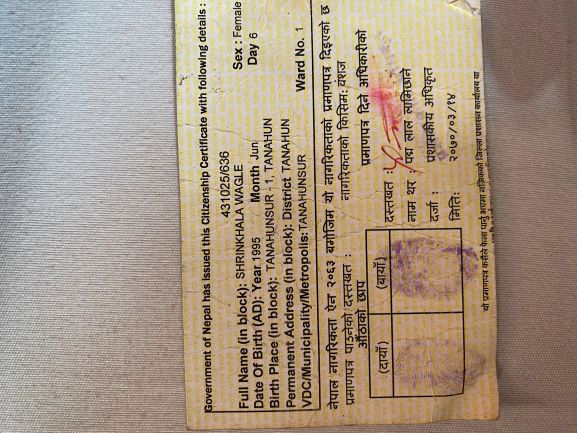 Government of Nepal has issued this Citizenship Certificate with following details :
431025/636
Full Name (in block): SHRINKHALA WAGLE Sex : Female
Date Of Birth (AD): Year 1995 Month Jun Day 6
Birth Place (in block): TANAHUNSUR - 1, TANAHUN
Permanent Address (in block): District TANAHUN
VDC/Municipality/Metropolis: TANAHUNSUR Ward No. 1
नेपाल नागरिकता ऐन २०६३ बमोजिम यो नागरिकताको प्रमाणपत्र दिइएको छ
प्रमाणपत्र पाउनेको दस्तखत : नागरिकताको किसिम: वंशज
औंठाको छाप प्रमाणपत्र दिने अधिकारीको
(दायाँ) (बायाँ)
दस्तखत :
नाम थर : पद्म लाल लामिछाने
दर्जा : प्रशासकीय अधिकृत
मिति: २०७०/०३/१४
यो प्रमाणपत्र कसैले फेला पार्नु भएमा नजिकको जिल्ला प्रशासन कार्यालय वा